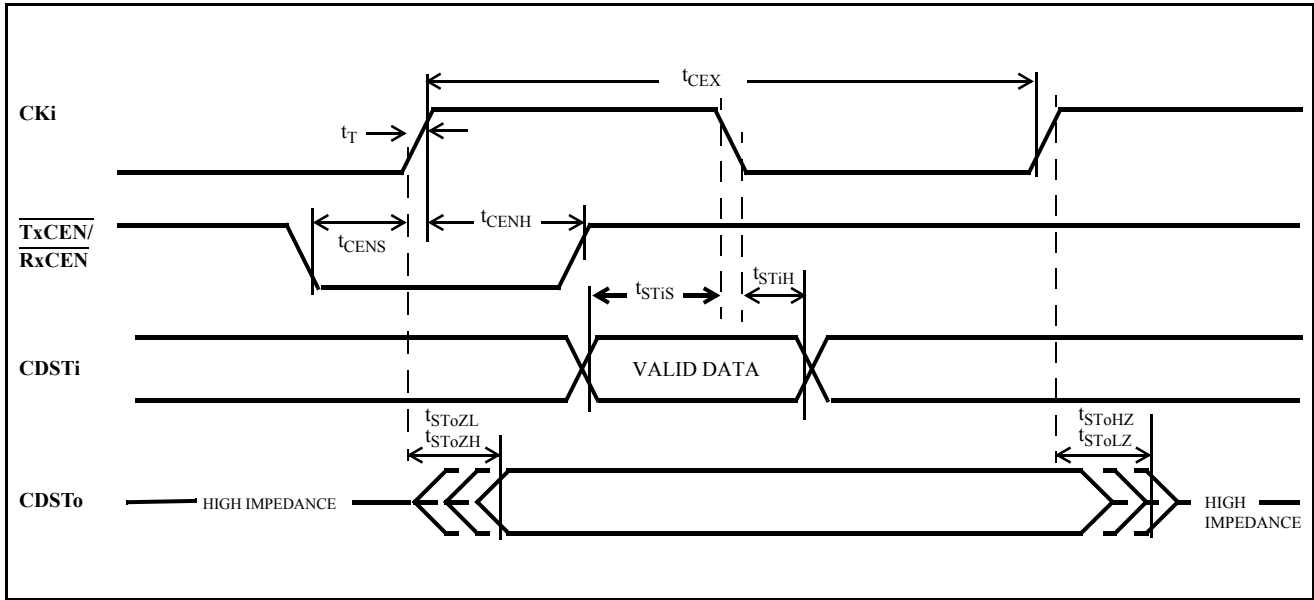 tCEX
CKi
tT
TxCEN/
RxCEN
tCENS
tCENH
tSTiS
tSTiH
CDSTi
VALID DATA
tSToZL
tSToZH
tSToHZ
tSToLZ
CDSTo
HIGH IMPEDANCE
HIGH
IMPEDANCE